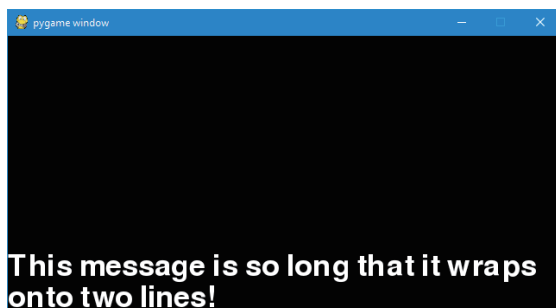 pygame window
This message is so long that it wraps
onto two lines!